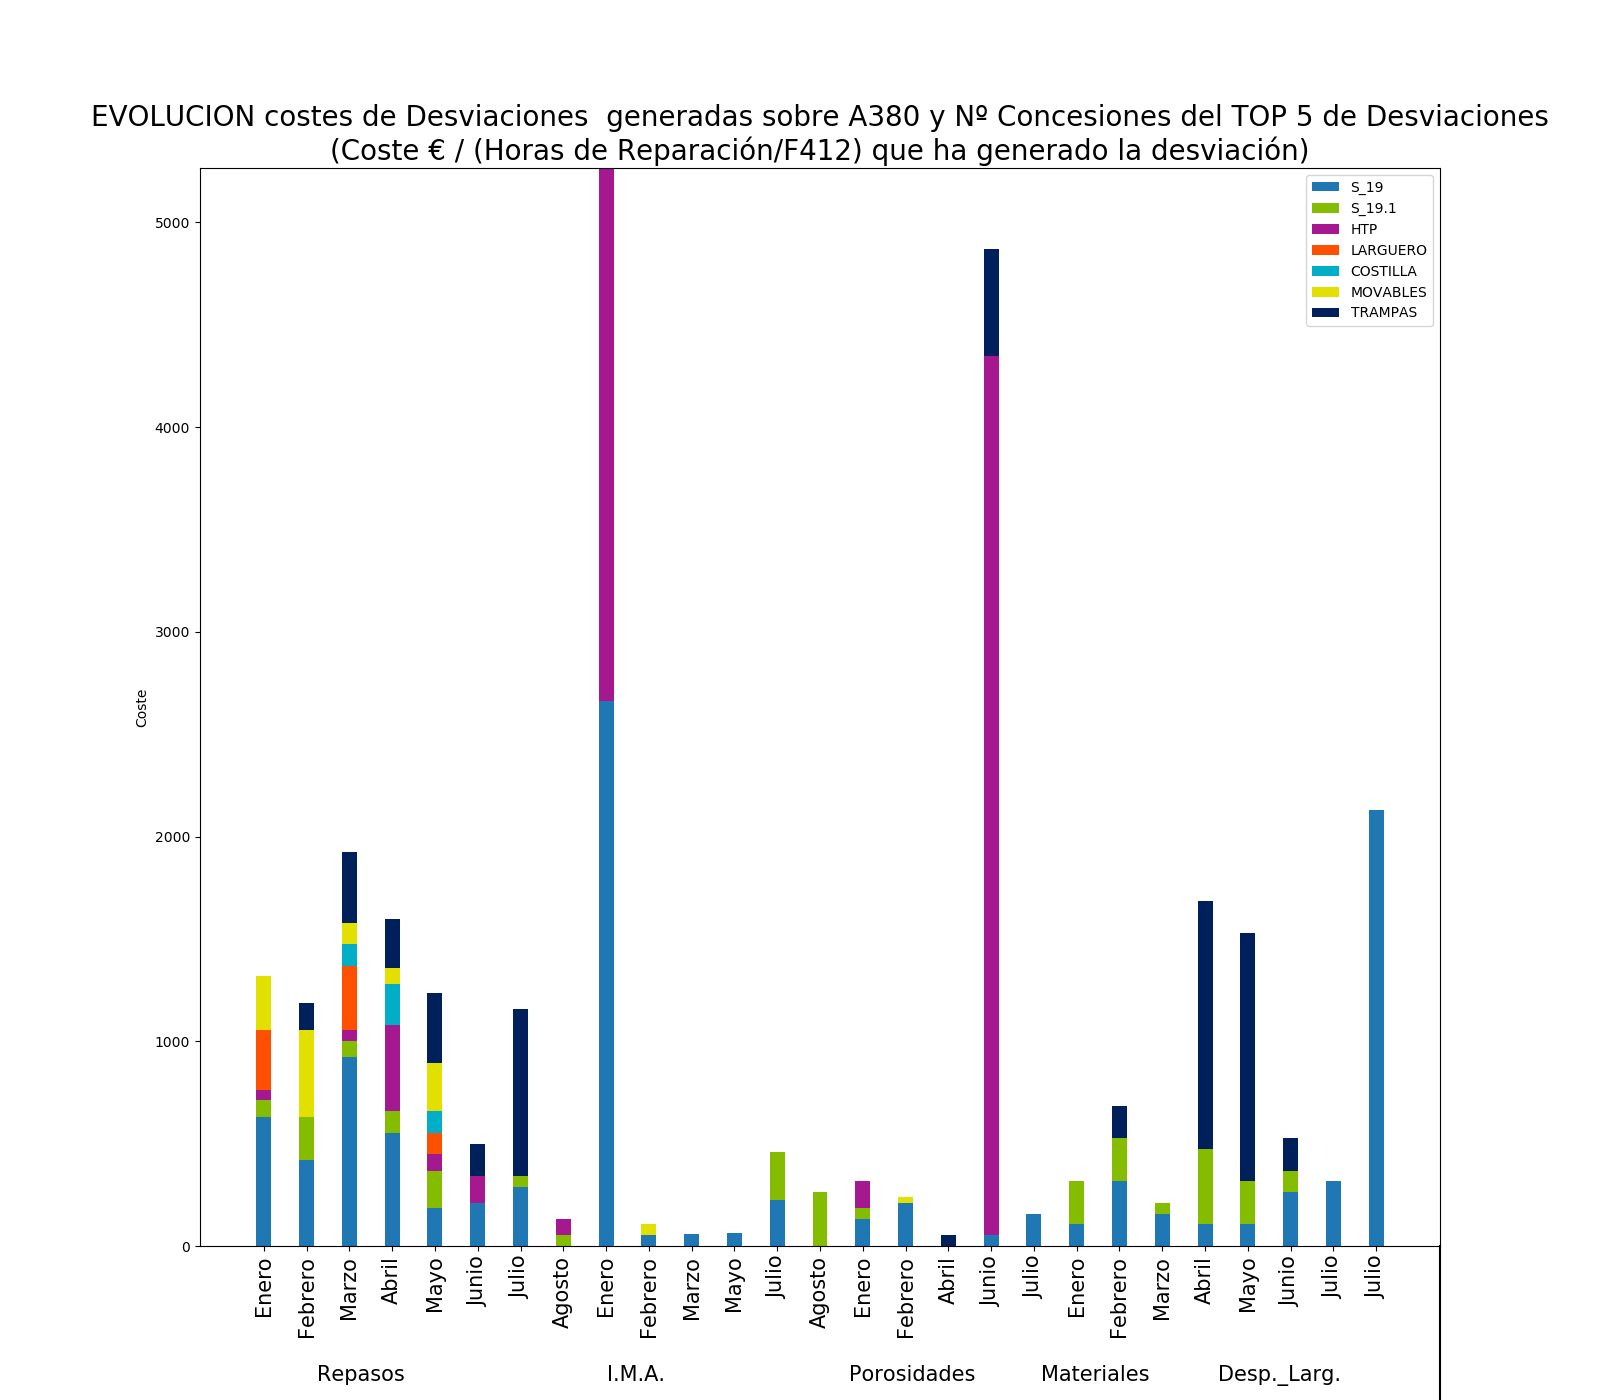 EVOLUCION costes de Desviaciones  generadas sobre A380 y Nº Concesiones del TOP 5 de Desviaciones
(Coste € / (Horas de Reparación/F412) que ha generado la desviación)
S_19
S_19.1
HTP
LARGUERO
COSTILLA
MOVABLES
TRAMPAS
5000
4000
3000
2000
1000
0
Coste
Enero
Febrero
Marzo
Abril
Mayo
Junio
Julio
Agosto
Enero
Febrero
Marzo
Mayo
Julio
Agosto
Enero
Febrero
Abril
Junio
Julio
Enero
Febrero
Marzo
Abril
Mayo
Junio
Julio
Julio
Repasos
I.M.A.
Porosidades
Materiales
Desp._Larg.